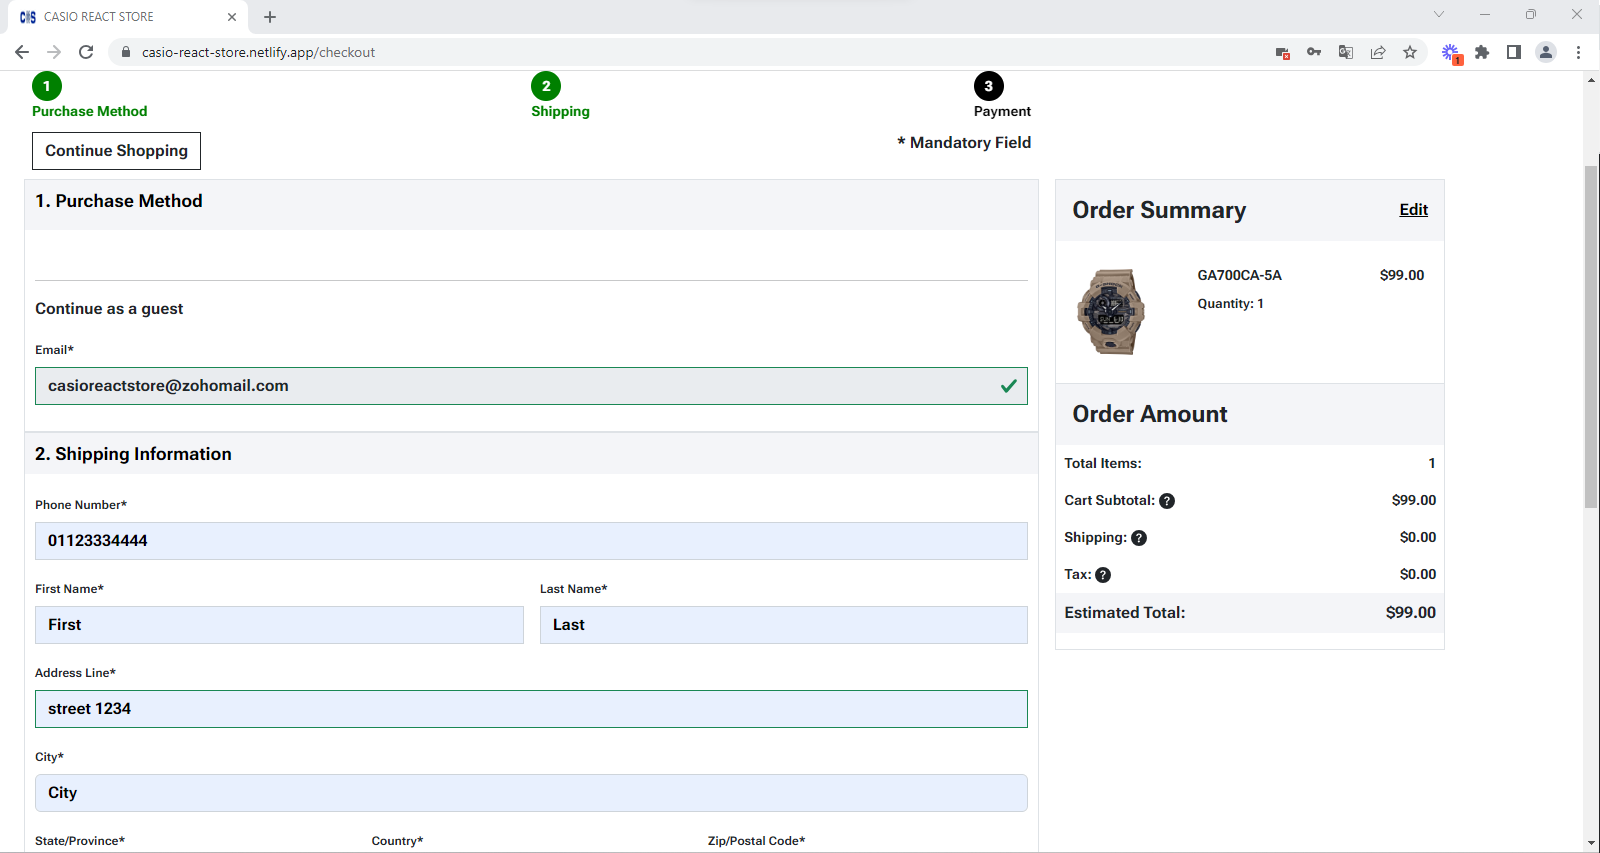 CASIO REACT STORE
casio-react-store.netlify.app/checkout
1
1
2
3
Purchase Method
Shipping
Payment
Continue Shopping
* Mandatory Field
1. Purchase Method
Continue as a guest
Email*
casioreactstore@zohomail.com
2. Shipping Information
Phone Number*
01123334444
First Name*
Last Name*
First
Last
Address Line*
street 1234
City*
City
State/Province*
Country*
Zip/Postal Code*
Order Summary
Edit
GA700CA-5A
$99.00
Quantity: 1
Order Amount
Total Items:
1
Cart Subtotal: ?
$99.00
Shipping: ?
$0.00
Tax: ?
$0.00
Estimated Total:
$99.00